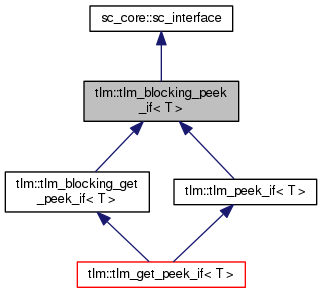 sc_core::sc_interface
tlm::tlm_blocking_peek
_if< T >
tlm::tlm_blocking_get
_peek_if< T >
tlm::tlm_peek_if< T >
tlm::tlm_get_peek_if< T >